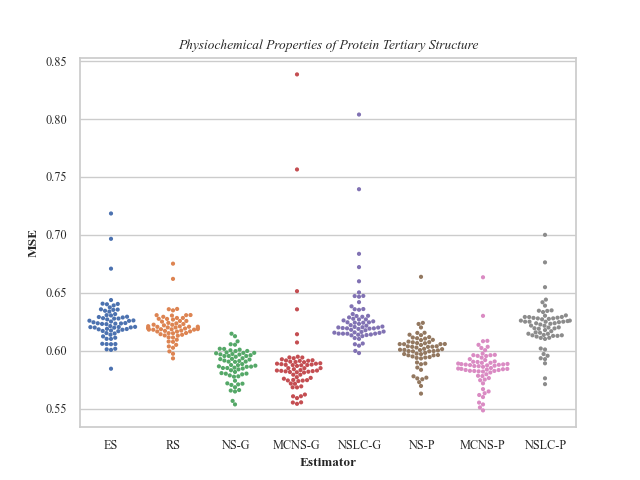 Physiochemical Properties of Protein Tertiary Structure
0.85
0.80
0.75
0.70
0.65
0.60
0.55
MSE
ES RS NS-G MCNS-G NSLC-G NS-P MCNS-P NSLC-P
Estimator